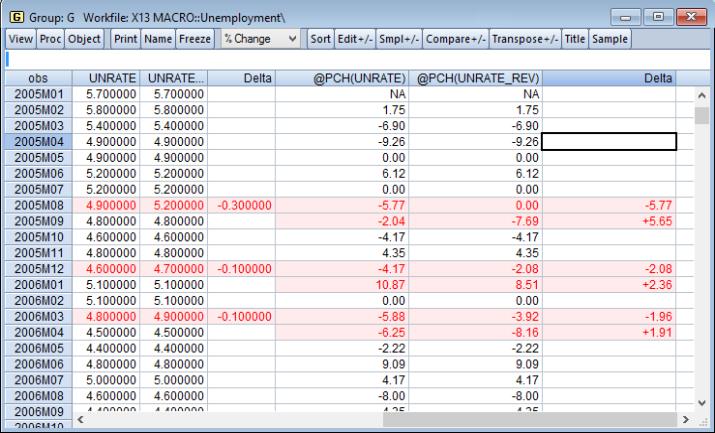 G Group: G Workfile: X13 MACRO::Unemployment\
View Proc Object Print Name Freeze % Change Sort Edit+/- Smpl+/- Compare+/- Transpose+/- Title Sample
obs UNRATE UNRATE... Delta @PCH(UNRATE) @PCH(UNRATE_REV) Delta
2005M01 5.700000 5.700000 NA NA
2005M02 5.800000 5.800000 1.75 1.75
2005M03 5.400000 5.400000 -6.90 -6.90
2005M04 4.900000 4.900000 -9.26 -9.26
2005M05 4.900000 4.900000 0.00 0.00
2005M06 5.200000 5.200000 6.12 6.12
2005M07 5.200000 5.200000 0.00 0.00
2005M08 4.900000 5.200000 -0.300000 -5.77 0.00 -5.77
2005M09 4.800000 4.800000 -2.04 -7.69 +5.65
2005M10 4.600000 4.600000 -4.17 -4.17
2005M11 4.800000 4.800000 4.35 4.35
2005M12 4.600000 4.700000 -0.100000 -4.17 -2.08 -2.08
2006M01 5.100000 5.100000 10.87 8.51 +2.36
2006M02 5.100000 5.100000 0.00 0.00
2006M03 4.800000 4.900000 -0.100000 -5.88 -3.92 -1.96
2006M04 4.500000 4.500000 -6.25 -8.16 +1.91
2006M05 4.400000 4.400000 -2.22 -2.22
2006M06 4.800000 4.800000 9.09 9.09
2006M07 5.000000 5.000000 4.17 4.17
2006M08 4.600000 4.600000 -8.00 -8.00
2006M09
2006M10